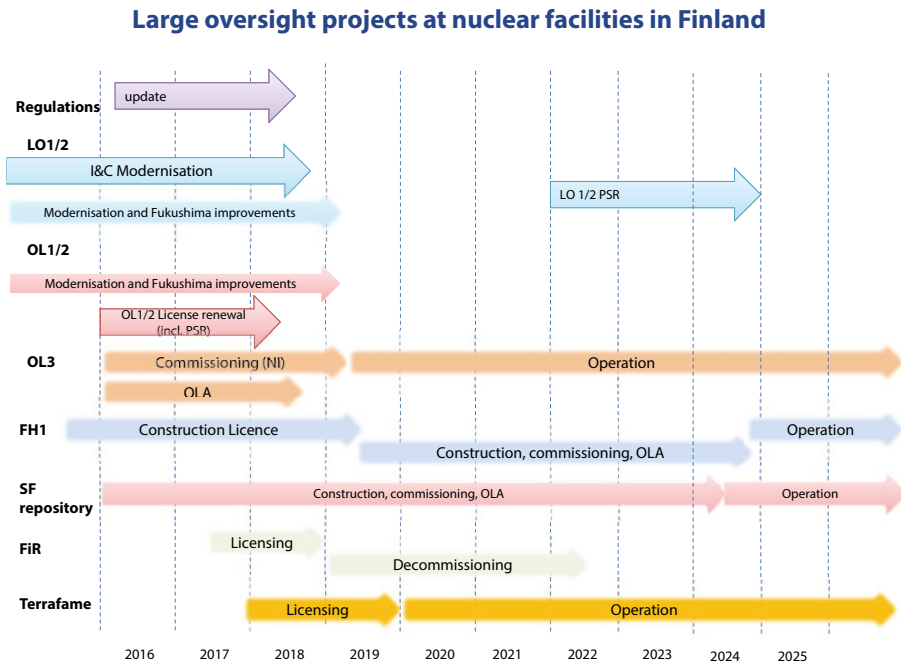 Large oversight projects at nuclear facilities in Finland
Regulations
update
LO1/2
I&C Modernisation
LO 1/2 PSR
Modernisation and Fukushima improvements
OL1/2
Modernisation and Fukushima improvements
OL1/2 License renewal
(incl. PSR)
OL3
Commissioning (NI)
Operation
OLA
FH1
Construction Licence
Operation
Construction, commissioning, OLA
SF
repository
Construction, commissioning, OLA
Operation
FiR
Licensing
Decommissioning
Terrafame
Licensing
Operation
2016 2017 2018 2019 2020 2021 2022 2023 2024 2025